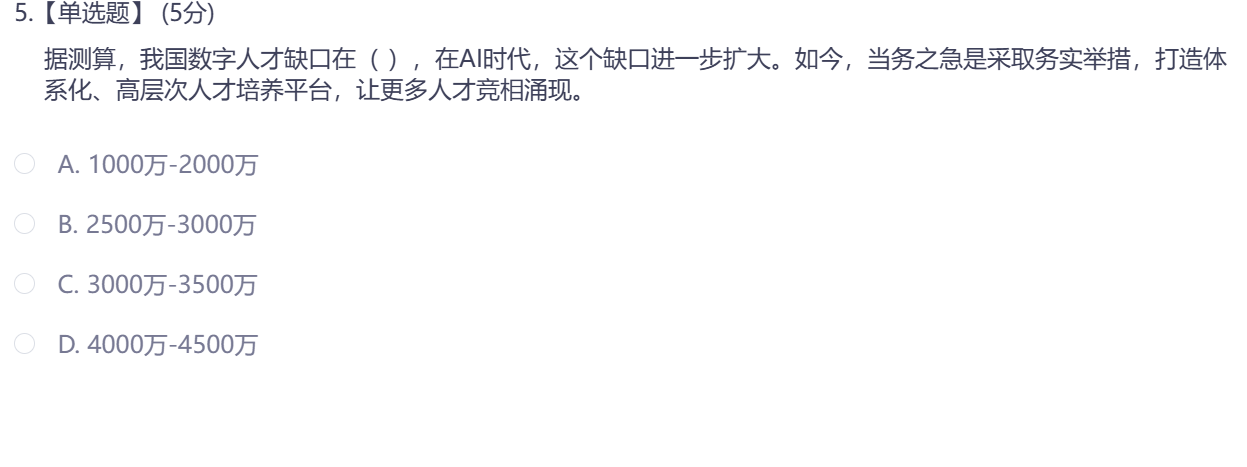 5.【单选题】 (5分)
据测算，我国数字人才缺口在（ ），在AI时代，这个缺口进一步扩大。如今，当务之急是采取务实举措，打造体
系化、高层次人才培养平台，让更多人才竞相涌现。
A. 1000万-2000万
B. 2500万-3000万
C. 3000万-3500万
D. 4000万-4500万